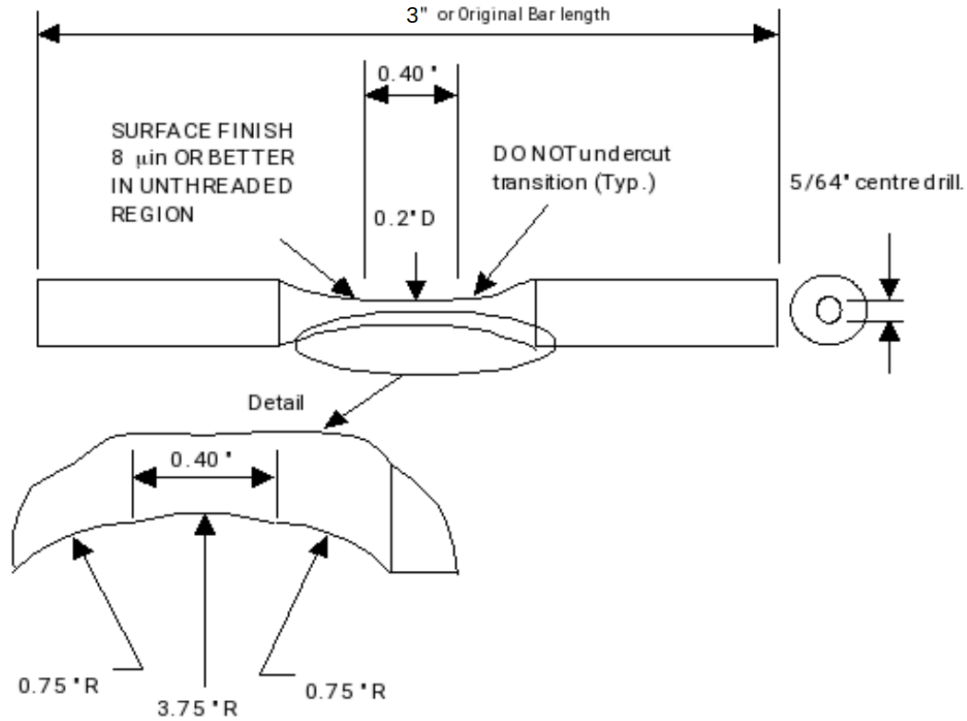 3" or Original Bar length
0.40"
SURFACE FINISH
8 µin OR BETTER
IN UNTHREADED
REGION
DO NOT undercut
transition (Typ.)
5/64" centre drill.
0.2" D
Detail
0.40"
0.75"R
3.75"R
0.75"R